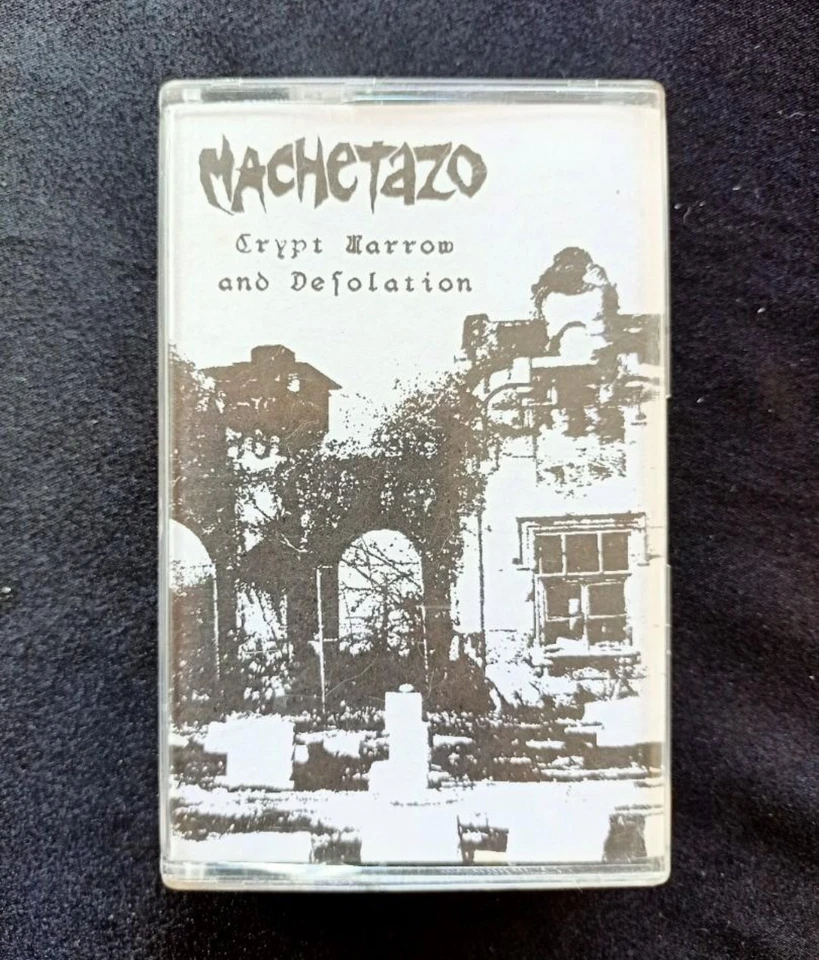 MACHETAZO
Crypt Marrow
and Deſolation